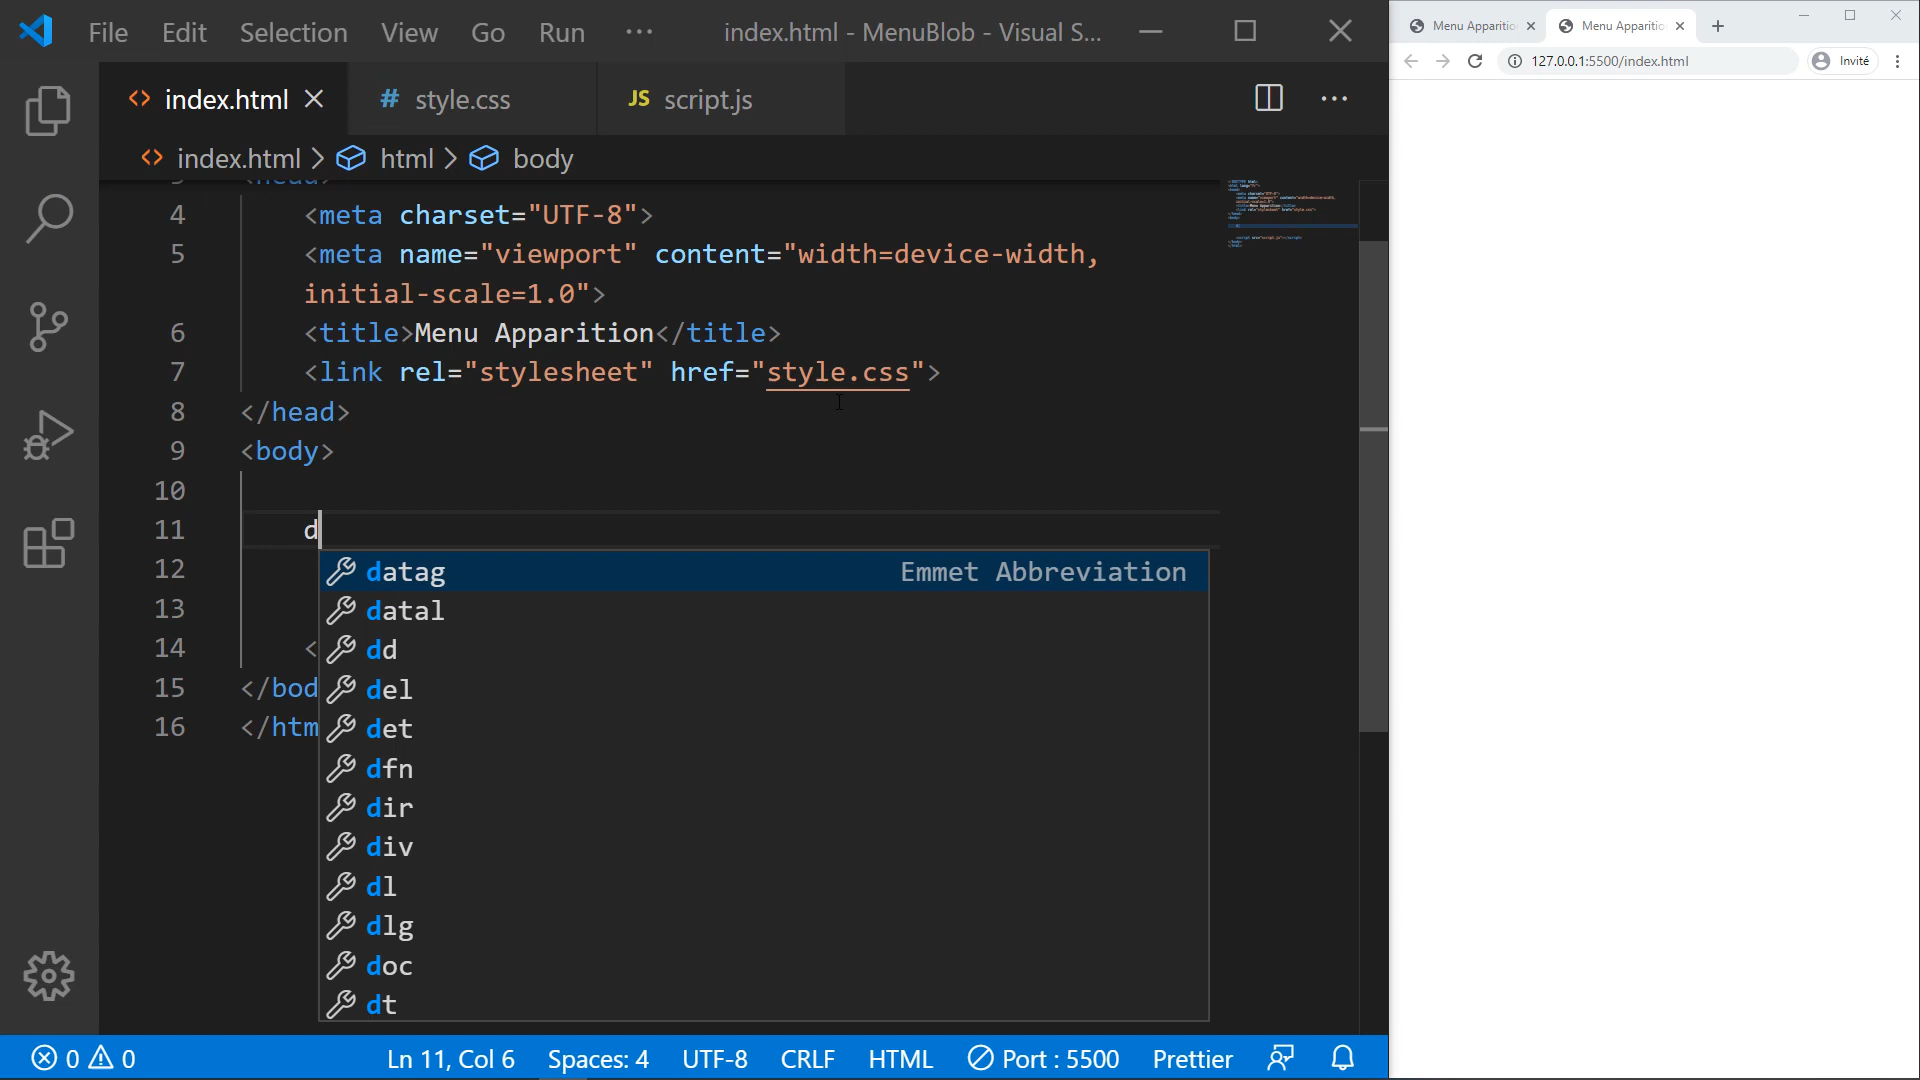 File Edit Selection View Go Run ··· index.html - MenuBlob - Visual S...
index.html style.css JS script.js
index.html > html > body
4 <meta charset="UTF-8">
5 <meta name="viewport" content="width=device-width,
initial-scale=1.0">
6 <title>Menu Apparition</title>
7 <link rel="stylesheet" href="style.css">
8 </head>
9 <body>
10
11 d
12
13
14 <
15 </bod
16 </htm
datag Emmet Abbreviation
datal
dd
del
det
dfn
dir
div
dl
dlg
doc
dt
0 0 Ln 11, Col 6 Spaces: 4 UTF-8 CRLF HTML Port : 5500 Prettier
Menu Apparitio Menu Apparitio
127.0.0.1:5500/index.html Invité